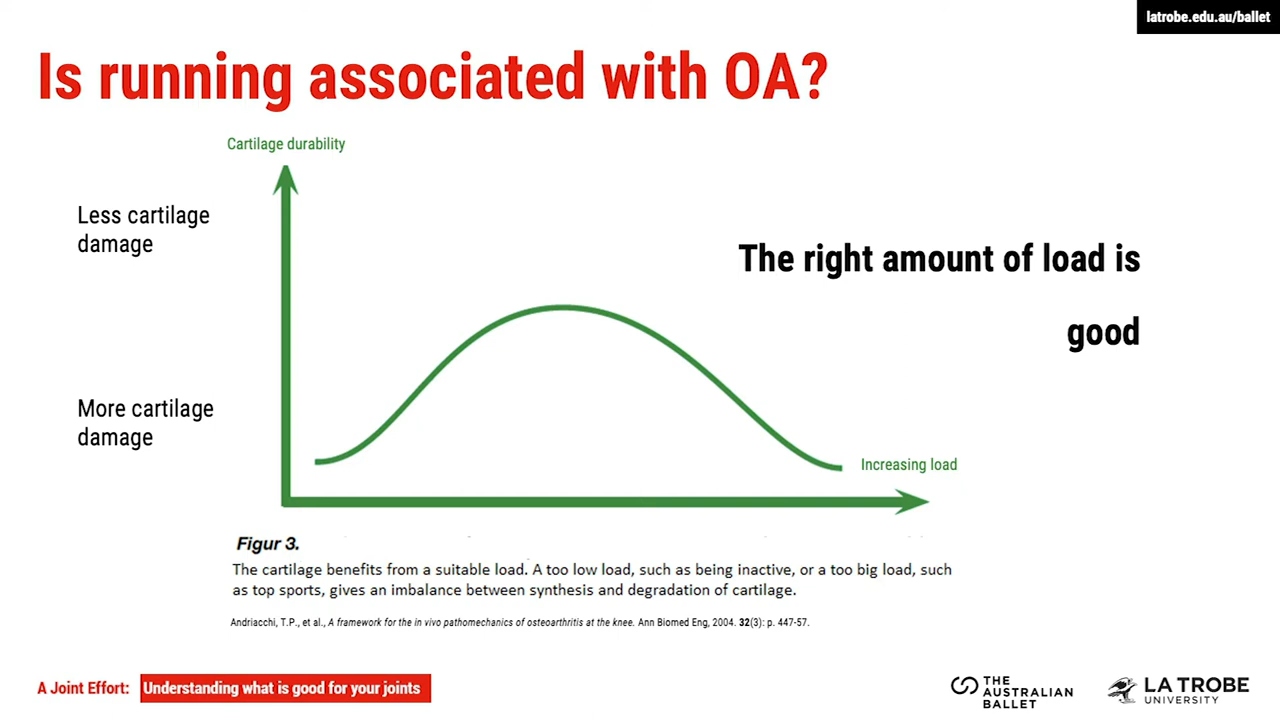 latrobe.edu.au/ballet
Is running associated with OA?
Cartilage durability
Less cartilage
damage
The right amount of load is
good
More cartilage
damage
Increasing load
Figur 3.
The cartilage benefits from a suitable load. A too low load, such as being inactive, or a too big load, such
as top sports, gives an imbalance between synthesis and degradation of cartilage.
Andriacchi, T.P., et al., A framework for the in vivo pathomechanics of osteoarthritis at the knee. Ann Biomed Eng, 2004. 32(3): p. 447-57.
A Joint Effort: Understanding what is good for your joints
THE
AUSTRALIAN
BALLET
LA TROBE
UNIVERSITY